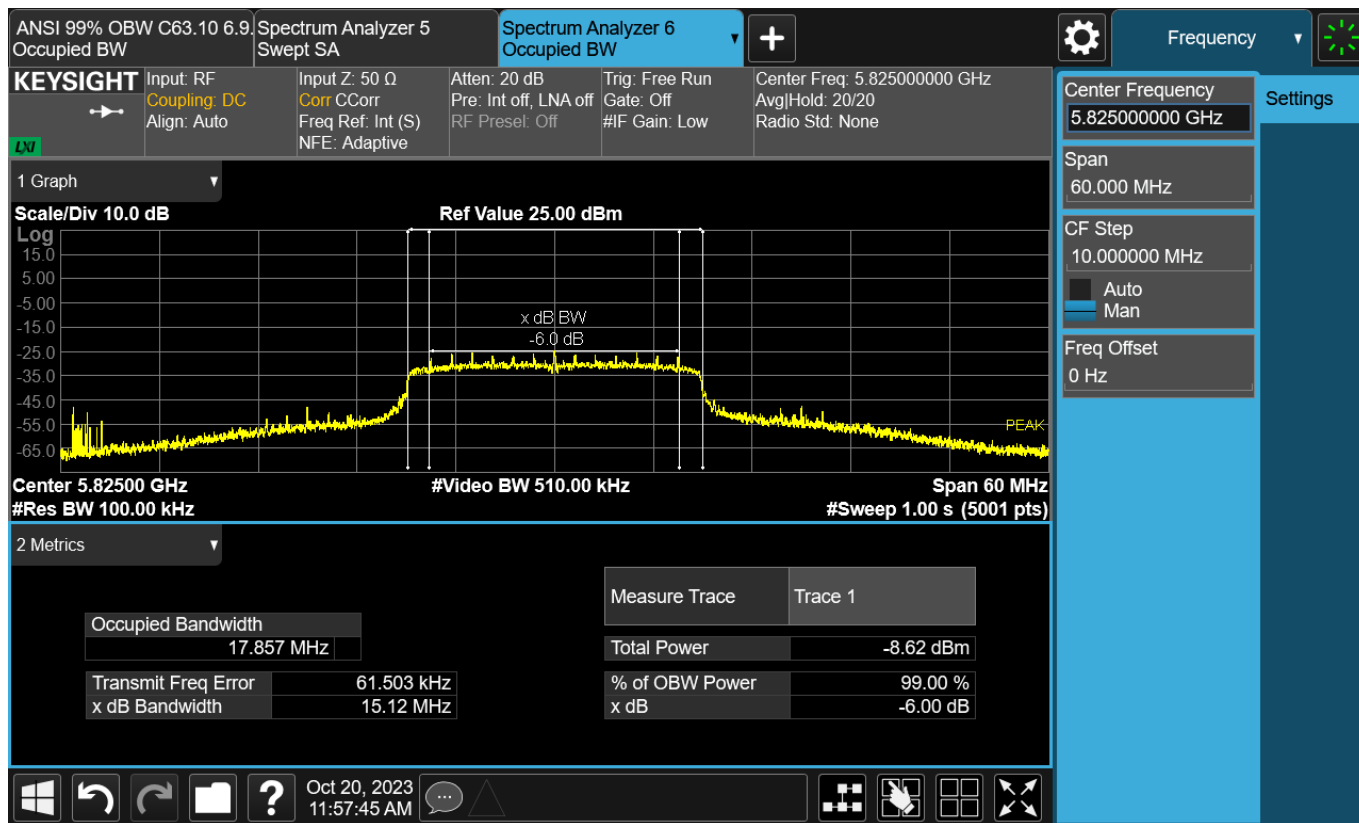 ANSI 99% OBW C63.10 6.9.
Occupied BW
Spectrum Analyzer 5
Swept SA
Spectrum Analyzer 6
Occupied BW
Frequency
KEYSIGHT
LXI
Input: RF
Coupling: DC
Align: Auto
Input Z: 50 Ω
Corr CCorr
Freq Ref: Int (S)
NFE: Adaptive
Atten: 20 dB
Pre: Int off, LNA off
RF Presel: Off
Trig: Free Run
Gate: Off
#IF Gain: Low
Center Freq: 5.825000000 GHz
Avg|Hold: 20/20
Radio Std: None
1 Graph
Scale/Div 10.0 dB
Ref Value 25.00 dBm
Log
15.0
5.00
-5.00
-15.0
-25.0
-35.0
-45.0
-55.0
-65.0
x dB BW
-6.0 dB
PEAK
Center 5.82500 GHz
#Video BW 510.00 kHz
Span 60 MHz
#Res BW 100.00 kHz
#Sweep 1.00 s (5001 pts)
2 Metrics
Measure Trace Trace 1
Occupied Bandwidth
17.857 MHz
Total Power -8.62 dBm
Transmit Freq Error 61.503 kHz
% of OBW Power 99.00 %
x dB Bandwidth 15.12 MHz
x dB -6.00 dB
Center Frequency
5.825000000 GHz
Settings
Span
60.000 MHz
CF Step
10.000000 MHz
Auto
Man
Freq Offset
0 Hz
?
Oct 20, 2023
11:57:45 AM